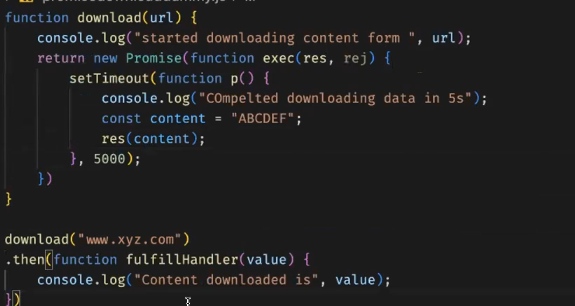 function download(url) {
console.log("started downloading content form ", url);
return new Promise(function exec(res, rej) {
setTimeout(function p() {
console.log("COmpelted downloading data in 5s");
const content = "ABCDEF";
res(content);
}, 5000);
})
}
download("www.xyz.com")
.then(function fulfillHandler(value) {
console.log("Content downloaded is", value);
})